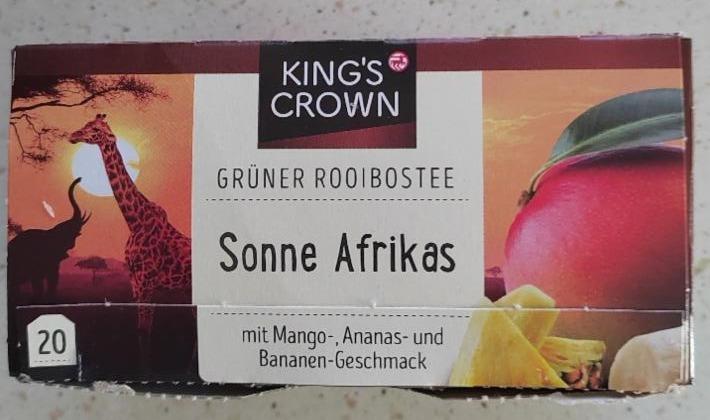 KING'S
CROWN
GRÜNER ROOIBOSTEE
Sonne Afrikas
mit Mango-, Ananas- und
Bananen-Geschmack
20